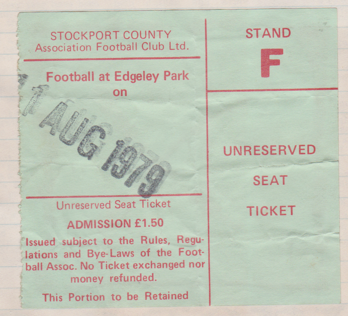 STOCKPORT COUNTY
Association Football Club Ltd.
Football at Edgeley Park
on
AUG 1979
Unreserved Seat Ticket
ADMISSION £1.50
Issued subject to the Rules, Regu-
lations and Bye-Laws of the Foot-
ball Assoc. No Ticket exchanged nor
money refunded.
This Portion to be Retained
STAND
F
UNRESERVED
SEAT
TICKET